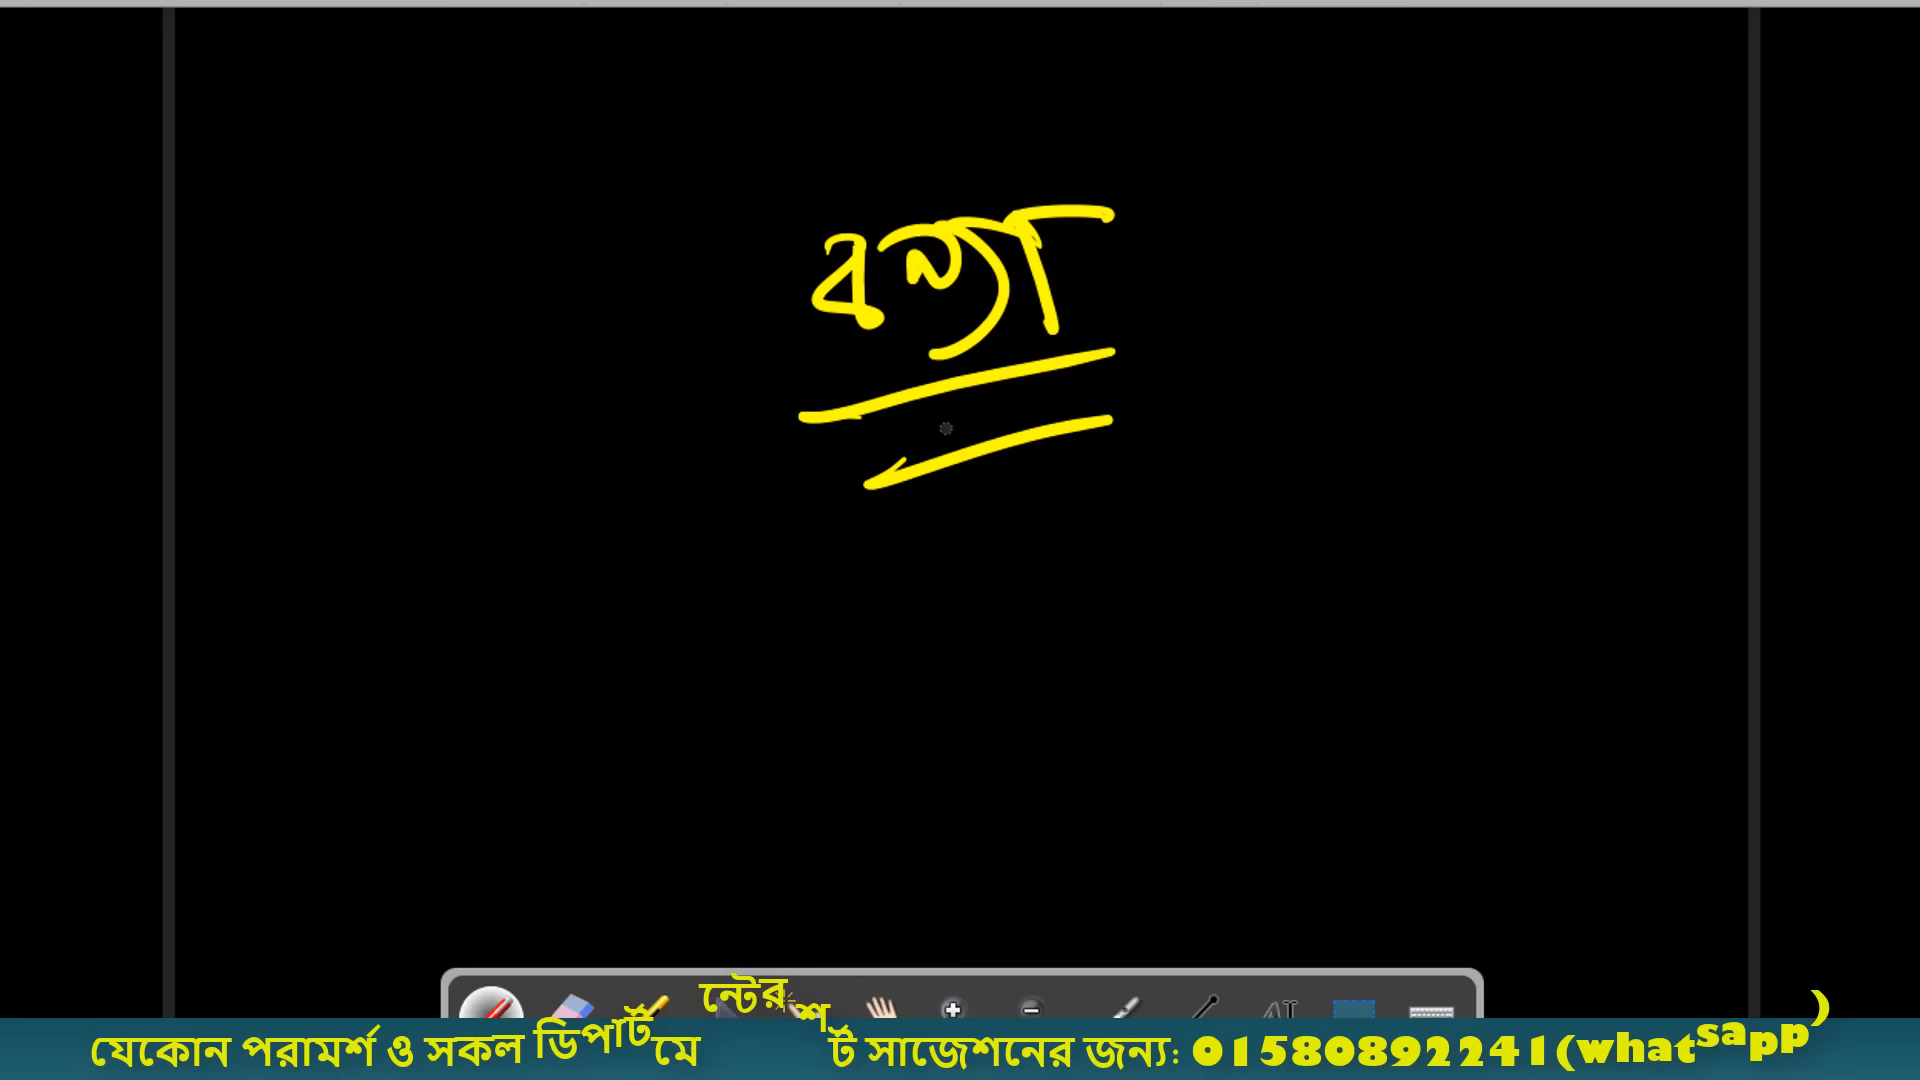 বন্যা
যেকোন পরামর্শ ও সকল ডিপার্টমেন্টের শর্ট সাজেশনের জন্য: 01580892241(whatsapp)